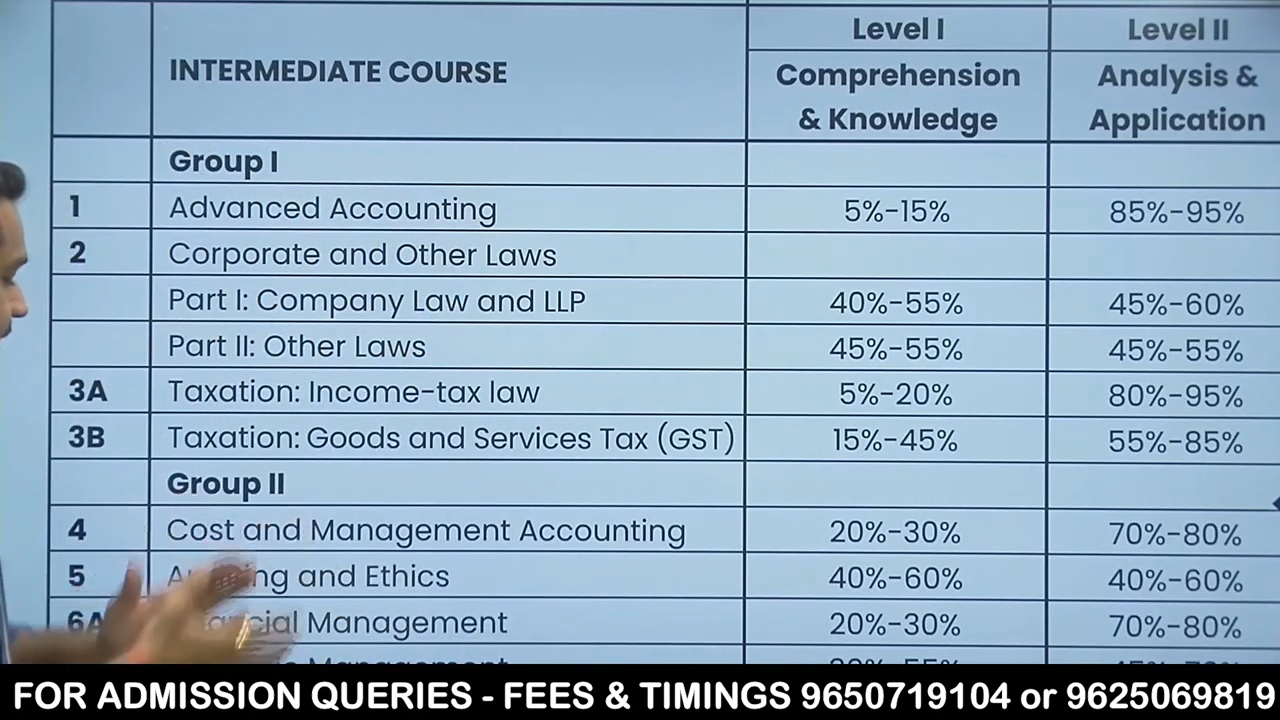 Level I Level II
INTERMEDIATE COURSE
Comprehension & Knowledge Analysis & Application
Group I
1 Advanced Accounting 5%-15% 85%-95%
2 Corporate and Other Laws
Part I: Company Law and LLP 40%-55% 45%-60%
Part II: Other Laws 45%-55% 45%-55%
3A Taxation: Income-tax law 5%-20% 80%-95%
3B Taxation: Goods and Services Tax (GST) 15%-45% 55%-85%
Group II
4 Cost and Management Accounting 20%-30% 70%-80%
5 and Ethics 40%-60% 40%-60%
Management 20%-30% 70%-80%
Management
FOR ADMISSION QUERIES - FEES & TIMINGS 9650719104 or 9625069819